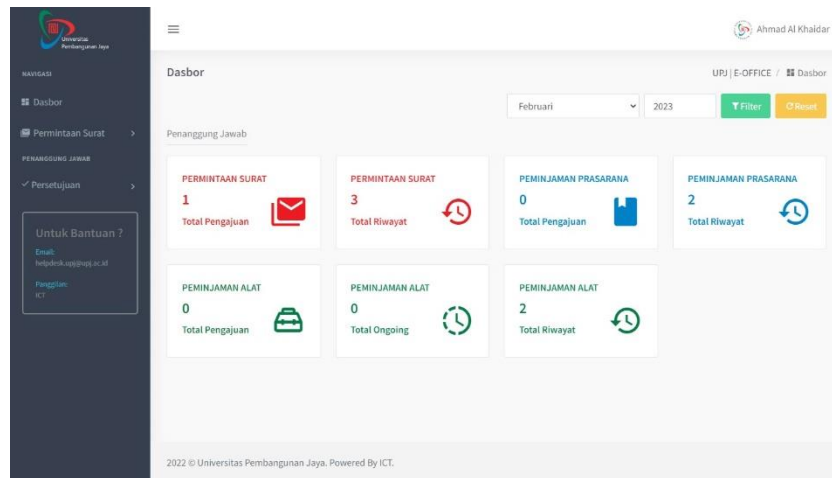 Universitas
Pembangunan Jaya
Ahmad Al Khaidar
NAVIGASI
Dasbor
Permintaan Surat
PENANGGUNG JAWAB
Persetujuan
Untuk Bantuan ?
Email:
helpdesk.upj@upj.ac.id
Panggilan:
ICT
Dasbor
UPJ | E-OFFICE / Dasbor
Februari 2023 Filter Reset
Penanggung Jawab
PERMINTAAN SURAT
1
Total Pengajuan
PERMINTAAN SURAT
3
Total Riwayat
PEMINJAMAN PRASARANA
0
Total Pengajuan
PEMINJAMAN PRASARANA
2
Total Riwayat
PEMINJAMAN ALAT
0
Total Pengajuan
PEMINJAMAN ALAT
0
Total Ongoing
PEMINJAMAN ALAT
2
Total Riwayat
2022 © Universitas Pembangunan Jaya. Powered By ICT.